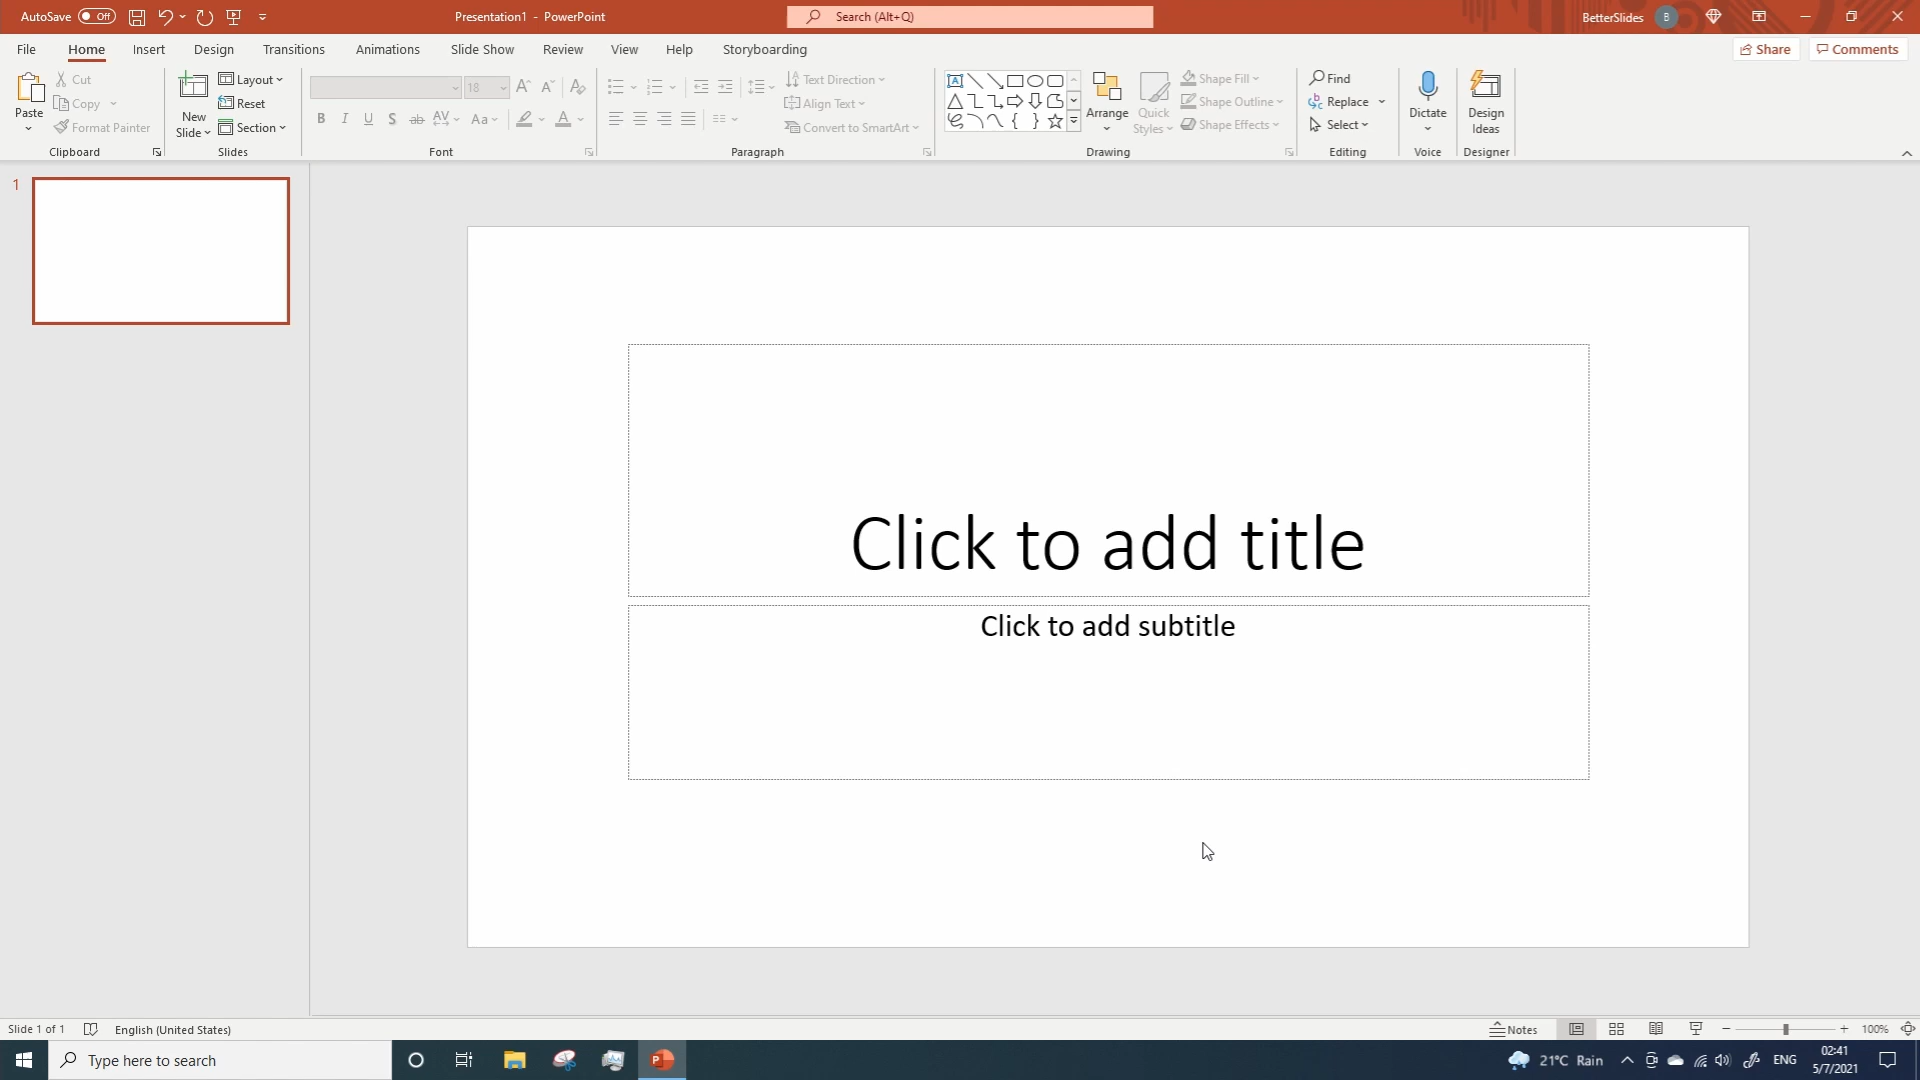 AutoSave Off
Presentation1 - PowerPoint
Search (Alt+Q)
BetterSlides B
File Home Insert Design Transitions Animations Slide Show Review View Help Storyboarding
Share Comments
Paste
Cut
Copy
Format Painter
Clipboard
New
Slide
Layout
Reset
Section
Slides
18
B I U S ab AV Aa A
Font
Text Direction
Align Text
Convert to SmartArt
Paragraph
Arrange
Quick
Styles
Shape Fill
Shape Outline
Shape Effects
Drawing
Find
Replace
Select
Editing
Dictate
Voice
Design
Ideas
Designer
1
Click to add title
Click to add subtitle
Slide 1 of 1 English (United States)
Notes
100%
Type here to search
21°C Rain
ENG
02:41
5/7/2021